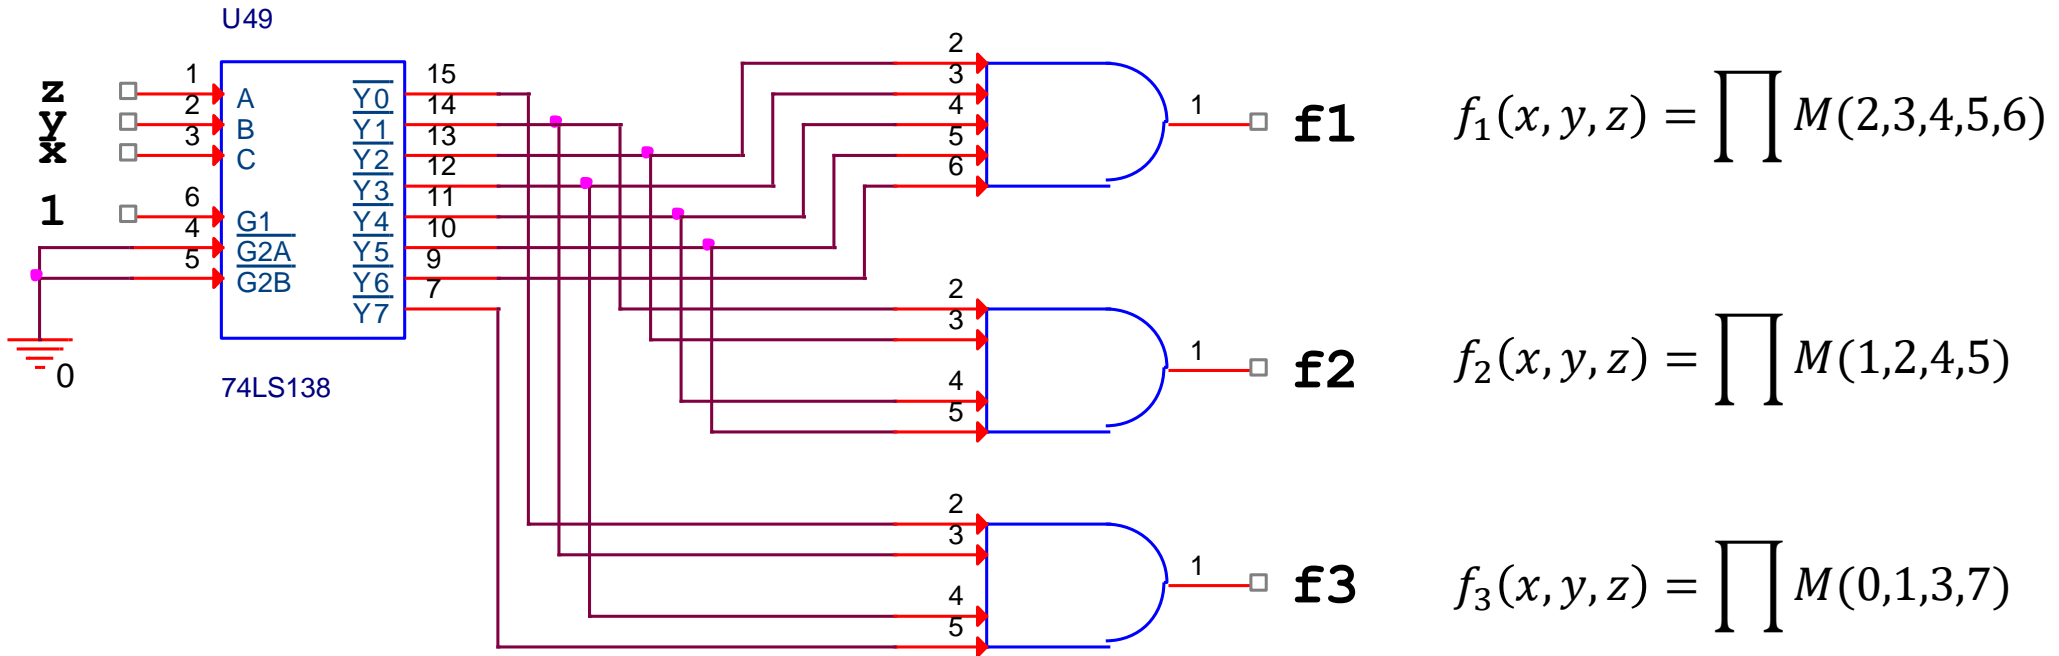 U49
z
y
x
1
1
2
3
6
4
5
A
B
C
G1
G2A
G2B
Y0
Y1
Y2
Y3
Y4
Y5
Y6
Y7
15
14
13
12
11
10
9
7
0
74LS138
2
3
4
5
6
1
f1
f₁(x, y, z) = ∏ M(2,3,4,5,6)
2
3
4
5
1
f2
f₂(x, y, z) = ∏ M(1,2,4,5)
2
3
4
5
1
f3
f₃(x, y, z) = ∏ M(0,1,3,7)